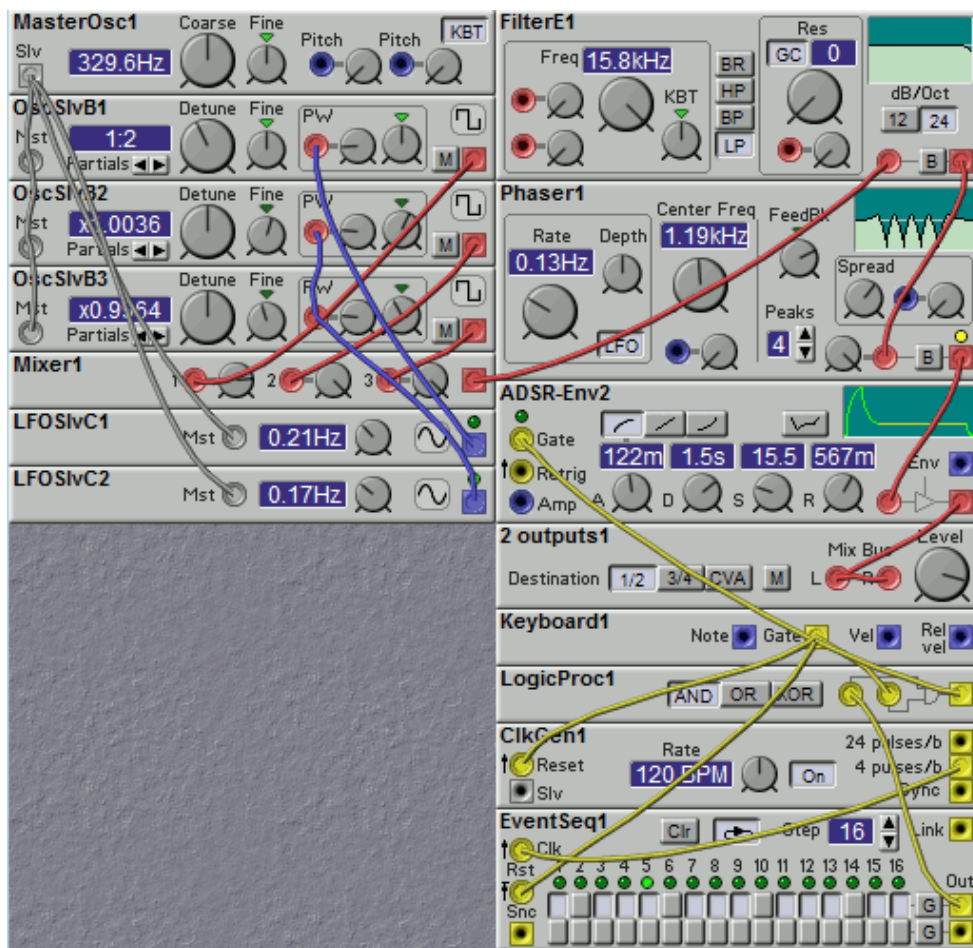 MasterOsc1
Coarse Fine
Pitch Pitch KBT
Slv
329.6Hz
OscSlvB1
Detune Fine PW
Mst 1:2
Partials M
OscSlvB2
Detune Fine PW
Mst x1.0036
Partials M
OscSlvB3
Detune Fine PW
Mst x0.9964
Partials M
Mixer1
1 2 3
LFOSlvC1
Mst 0.21Hz
LFOSlvC2
Mst 0.17Hz
FilterE1
Freq 15.8kHz
KBT
BR
HP
BP
LP
Res
GC 0
dB/Oct
12 24
B
Phaser1
Rate Depth
0.13Hz
LFO
Center Freq
1.19kHz
Peaks
4
Spread
B
ADSR-Env2
Gate
Retrig
Amp
122m 1.5s 15.5 567m
A D S R
Env
2 outputs1
Destination 1/2 3/4 CVA M
Mix Bus
L R
Level
Keyboard1
Note Gate Vel Rel vel
LogicProc1
AND OR XOR
ClkGen1
Reset
Slv
Rate
120 BPM
On
24 pulses/b
4 pulses/b
Sync
EventSeq1
Clr Step 16 Link
Clk
Rst
Snc
1 2 3 4 5 6 7 8 9 10 11 12 13 14 15 16
Out
G
G